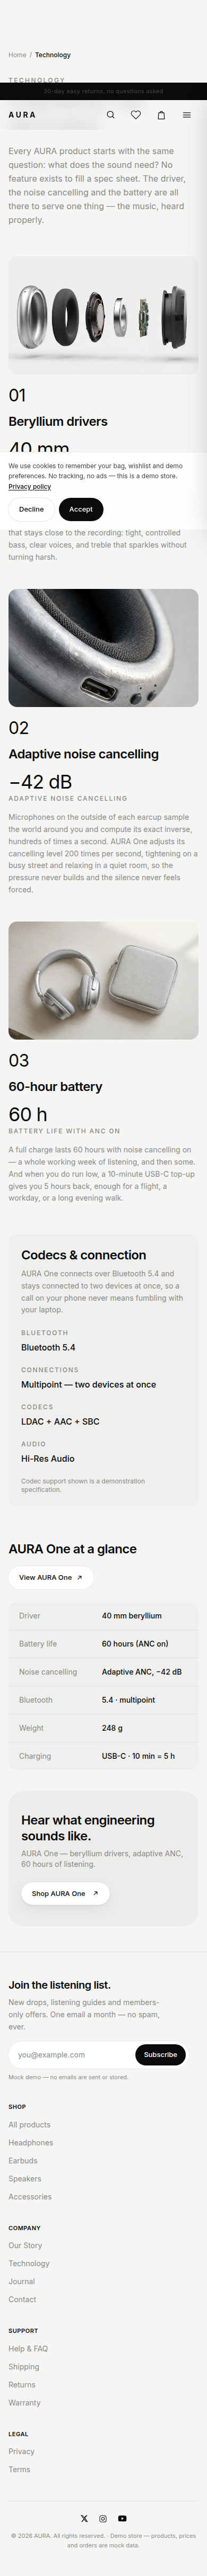 Home / Technology
TECHNOLOGY
30-day easy returns, no questions asked
AURA
Every AURA product starts with the same
question: what does the sound need? No
feature exists to fill a spec sheet. The driver,
the noise cancelling and the battery are all
there to serve one thing — the music, heard
properly.
01
Beryllium drivers
40 mm
We use cookies to remember your bag, wishlist and demo
preferences. No tracking, no ads — this is a demo store.
Privacy policy
Decline
Accept
that stays close to the recording: tight, controlled
bass, clear voices, and treble that sparkles without
turning harsh.
02
Adaptive noise cancelling
−42 dB
ADAPTIVE NOISE CANCELLING
Microphones on the outside of each earcup sample
the world around you and compute its exact inverse,
hundreds of times a second. AURA One adjusts its
cancelling level 200 times per second, tightening on a
busy street and relaxing in a quiet room, so the
pressure never builds and the silence never feels
forced.
03
60-hour battery
60 h
BATTERY LIFE WITH ANC ON
A full charge lasts 60 hours with noise cancelling on
— a whole working week of listening, and then some.
And when you do run low, a 10-minute USB-C top-up
gives you 5 hours back, enough for a flight, a
workday, or a long evening walk.
Codecs & connection
AURA One connects over Bluetooth 5.4 and
stays connected to two devices at once, so a
call on your phone never means fumbling with
your laptop.
BLUETOOTH
Bluetooth 5.4
CONNECTIONS
Multipoint — two devices at once
CODECS
LDAC + AAC + SBC
AUDIO
Hi-Res Audio
Codec support shown is a demonstration
specification.
AURA One at a glance
View AURA One
Driver 40 mm beryllium
Battery life 60 hours (ANC on)
Noise cancelling Adaptive ANC, −42 dB
Bluetooth 5.4 · multipoint
Weight 248 g
Charging USB-C · 10 min = 5 h
Hear what engineering
sounds like.
AURA One — beryllium drivers, adaptive ANC,
60 hours of listening.
Shop AURA One
Join the listening list.
New drops, listening guides and members-
only offers. One email a month — no spam,
ever.
you@example.com
Subscribe
Mock demo — no emails are sent or stored.
SHOP
All products
Headphones
Earbuds
Speakers
Accessories
COMPANY
Our Story
Technology
Journal
Contact
SUPPORT
Help & FAQ
Shipping
Returns
Warranty
LEGAL
Privacy
Terms
© 2026 AURA. All rights reserved. · Demo store — products, prices
and orders are mock data.